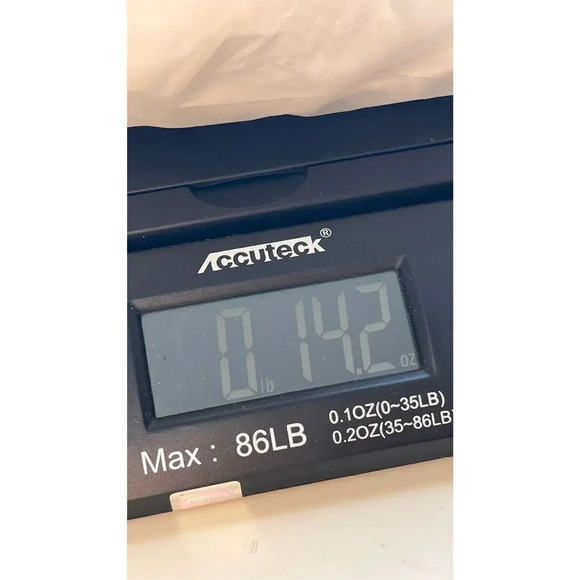 Accuteck®
0 lb 14.2 oz
Max : 86LB
0.1OZ(0~35LB)
0.2OZ(35~86LB)